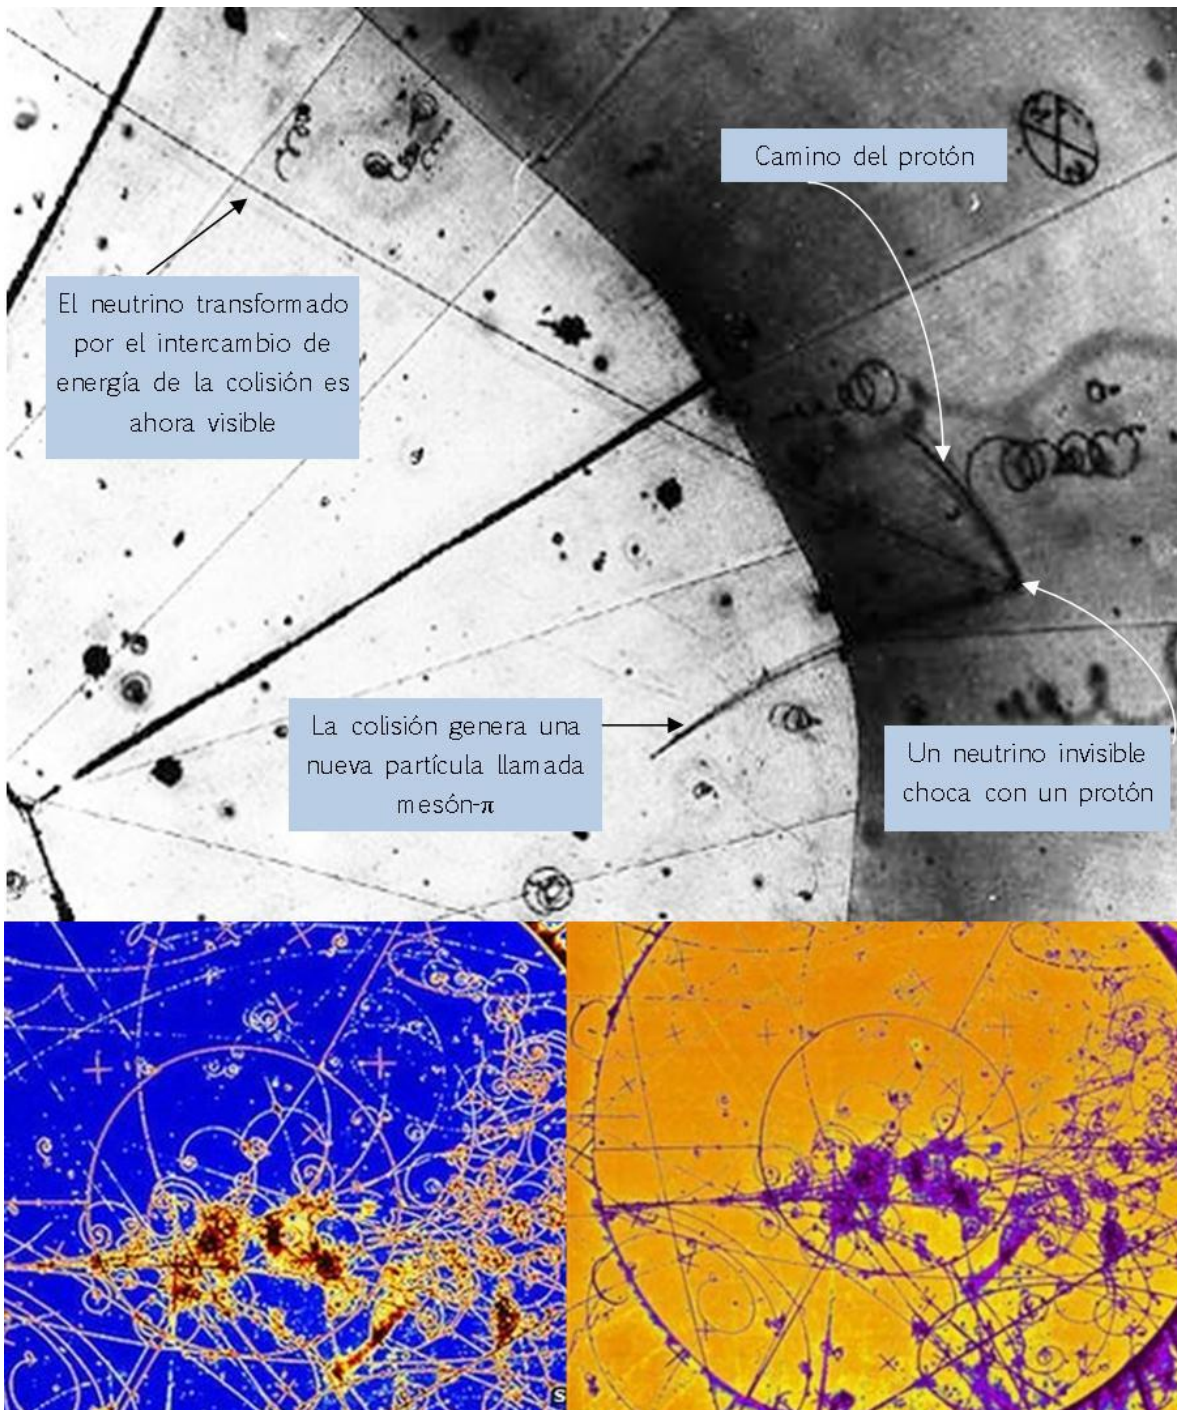 Camino del protón
El neutrino transformado
por el intercambio de
energía de la colisión es
ahora visible
La colisión genera una
nueva partícula llamada
mesón-π
Un neutrino invisible
choca con un protón
S